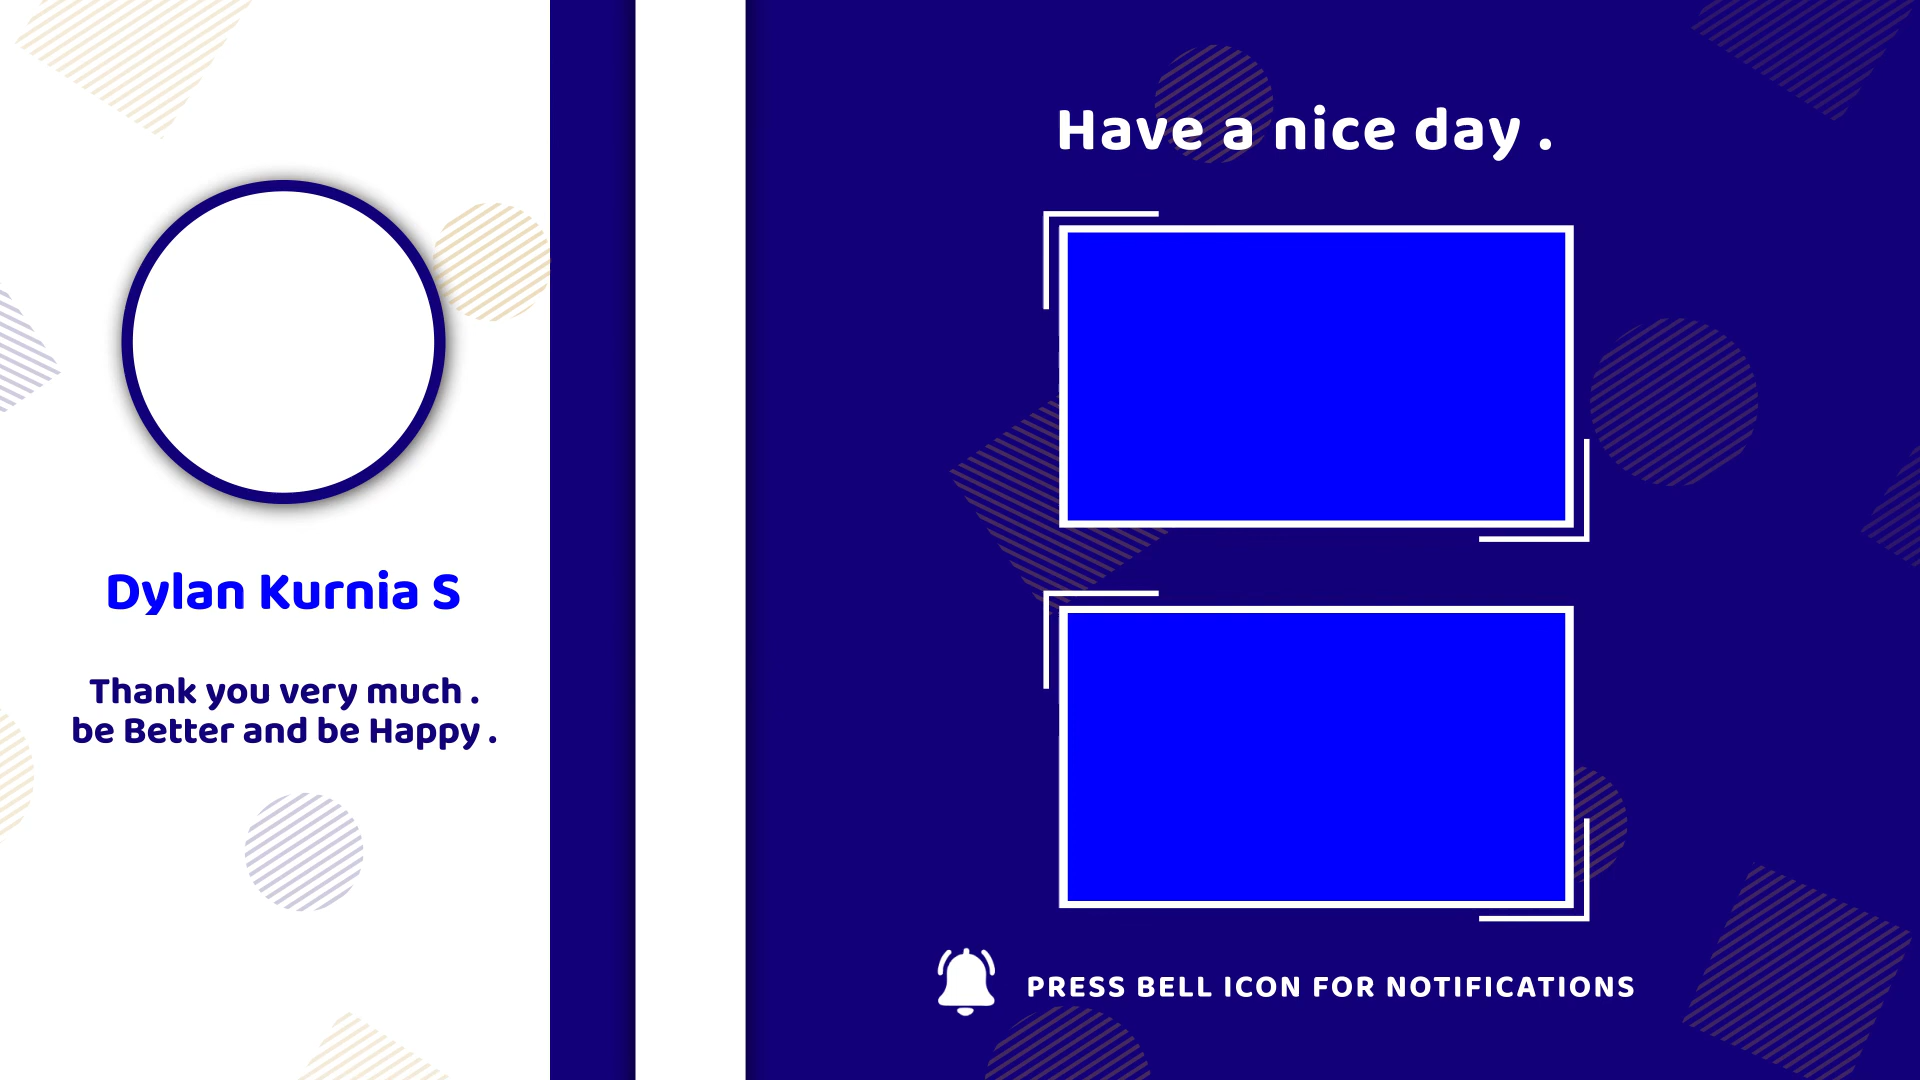 Dylan Kurnia S
Thank you very much .
be Better and be Happy .
Have a nice day .
PRESS BELL ICON FOR NOTIFICATIONS